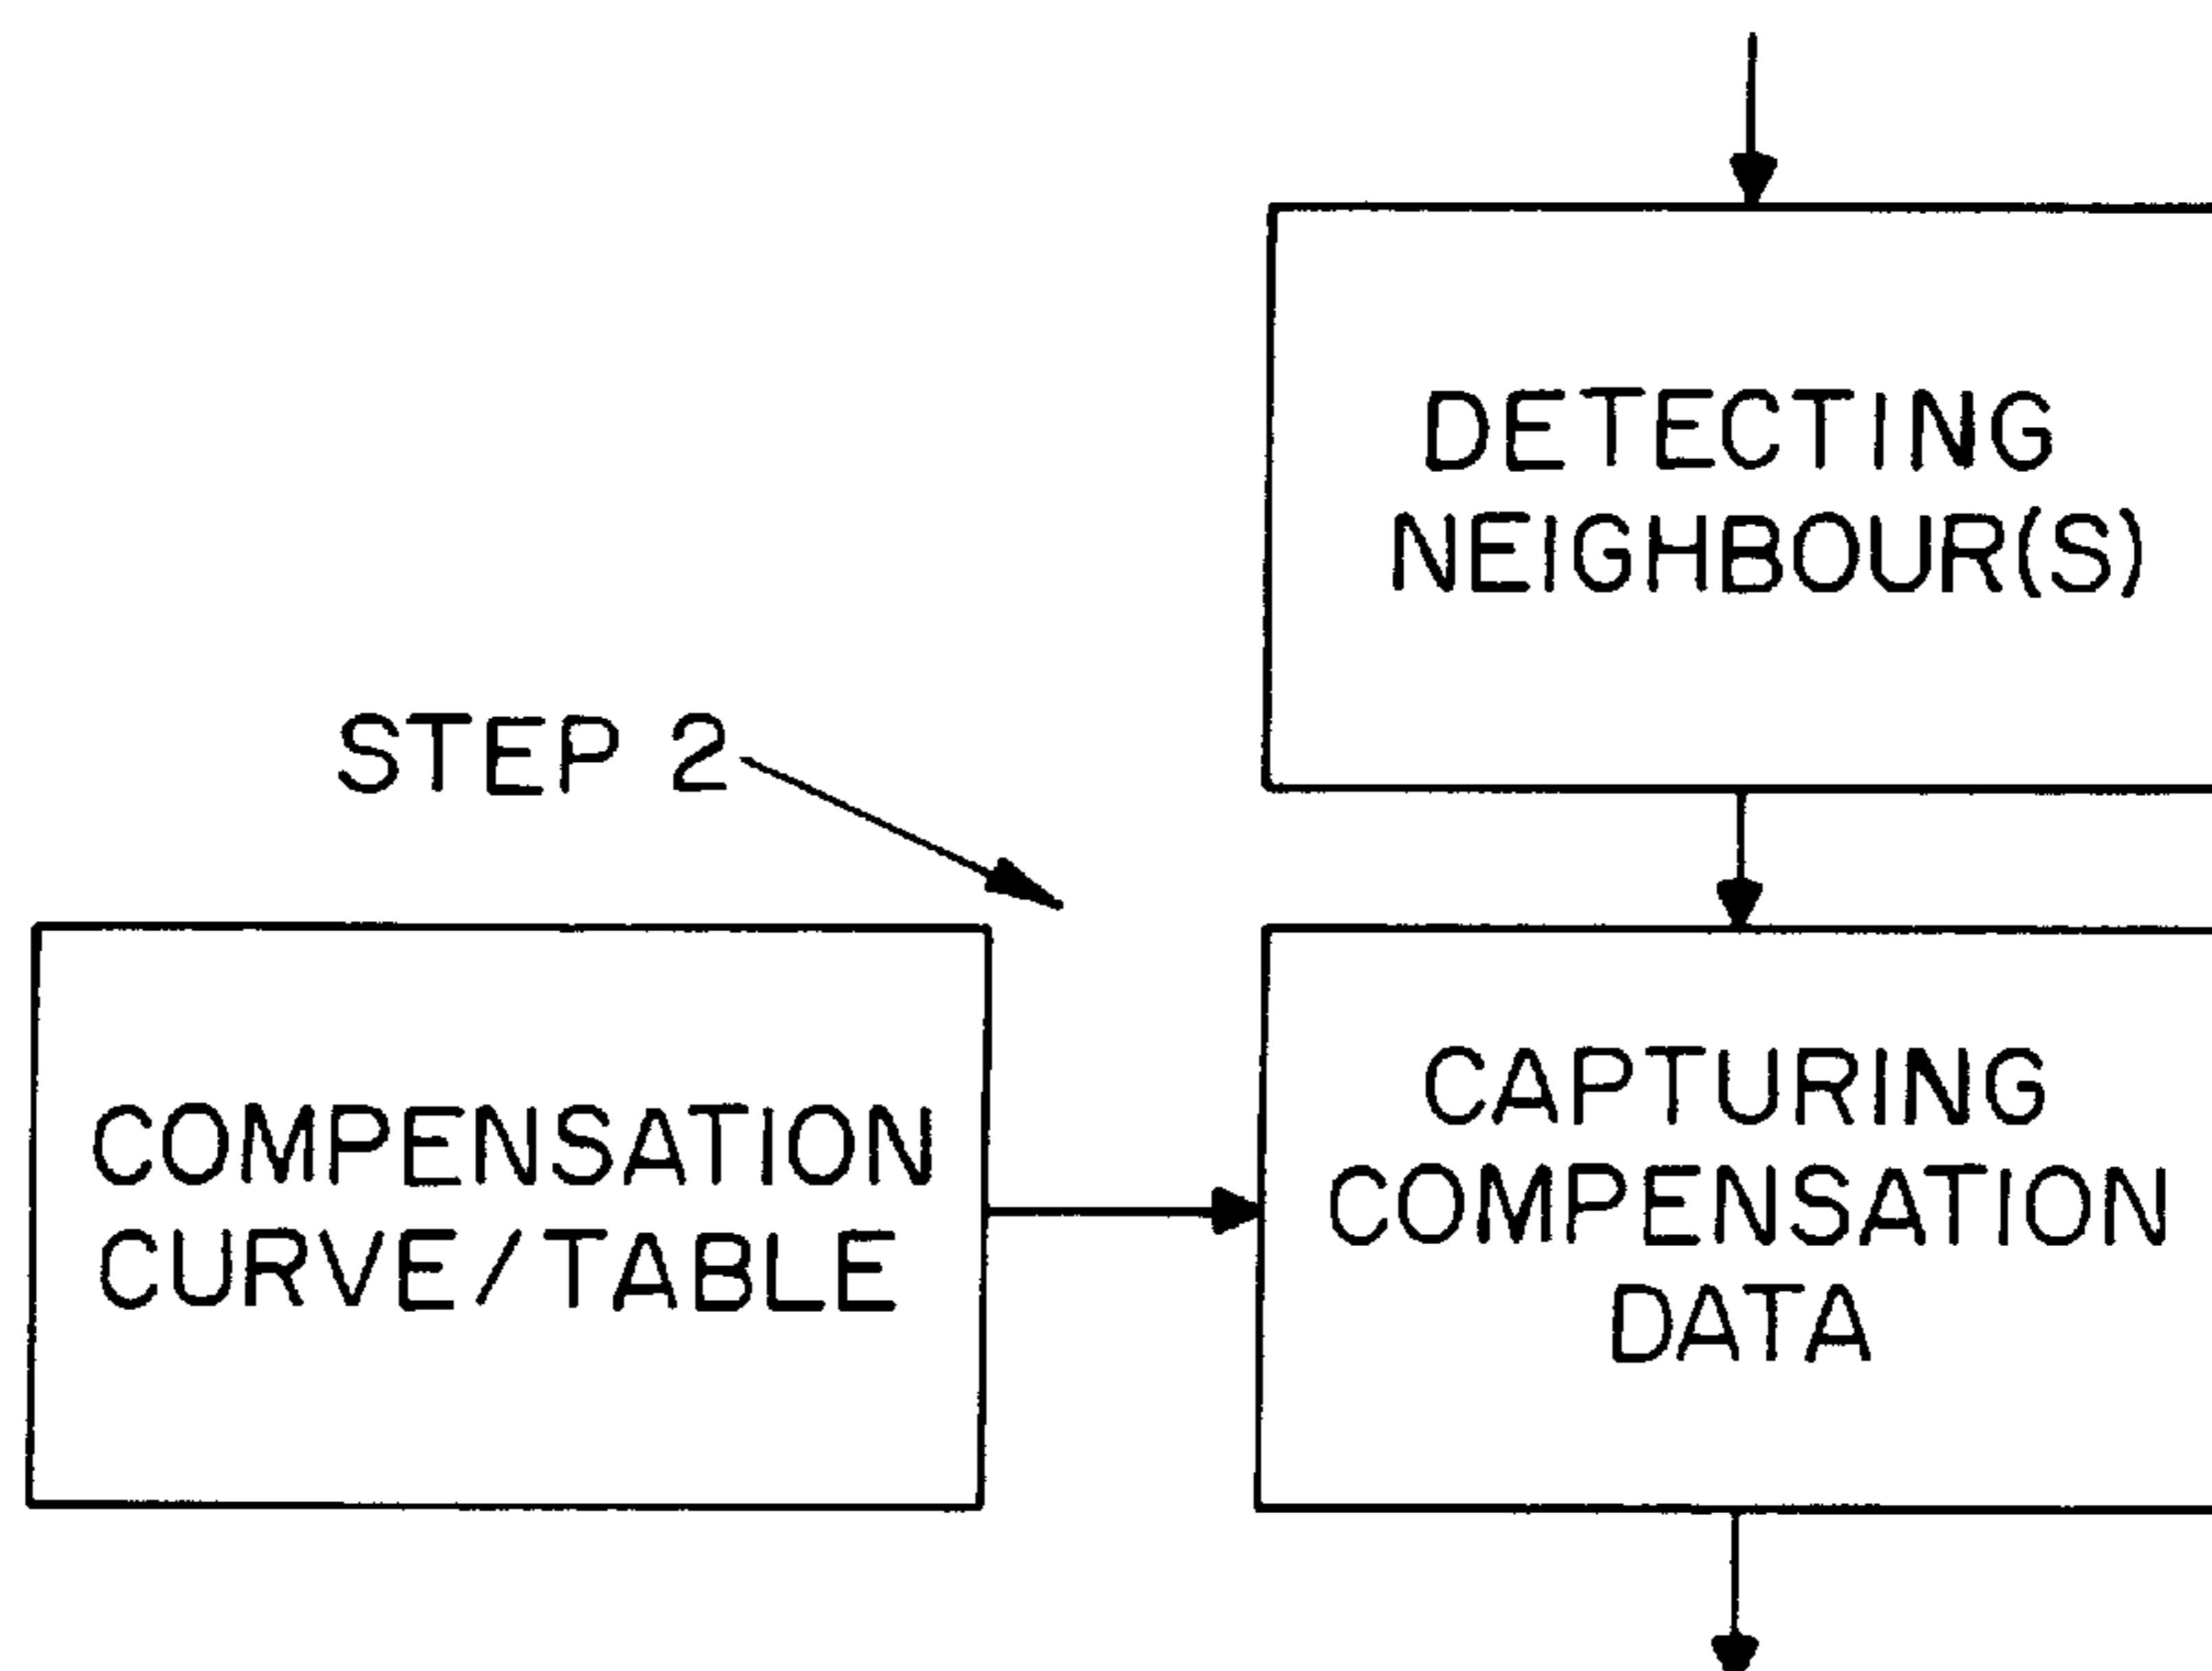 DETECTING
NEIGHBOUR(S)
STEP 2
COMPENSATION
CURVE/TABLE
CAPTURING
COMPENSATION
DATA